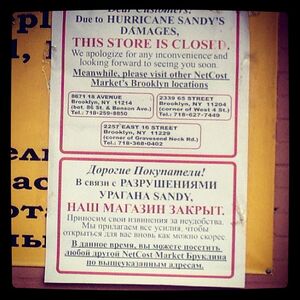 Dear Customers!
Due to HURRICANE SANDY'S
DAMAGES,
THIS STORE IS CLOSED.
We apologize for any inconvenience and
looking forward to seeing you soon.
Meanwhile, please visit other NetCost
Market's Brooklyn locations
8671 18 AVENUE
Brooklyn, NY 11214
(bet. 86 St. & Benson Ave.)
Tel: 718-259-8850
2339 65 STREET
Brooklyn, NY 11204
(corner of West 4 St.)
Tel: 718-627-7449
2257 EAST 16 STREET
Brooklyn, NY 11229
(corner of Gravesend Neck Rd.)
Tel: 718-368-0402
Дорогие Покупатели!
В связи с РАЗРУШЕНИЯМИ
УРАГАНА SANDY,
НАШ МАГАЗИН ЗАКРЫТ.
Приносим свои извинения за неудобства.
Мы прилагаем все усилия, чтобы
открыться для вас вновь как можно скорее
В данное время, вы можете посетить
любой другой NetCost Market Бруклина
по вышеуказанным адресам.